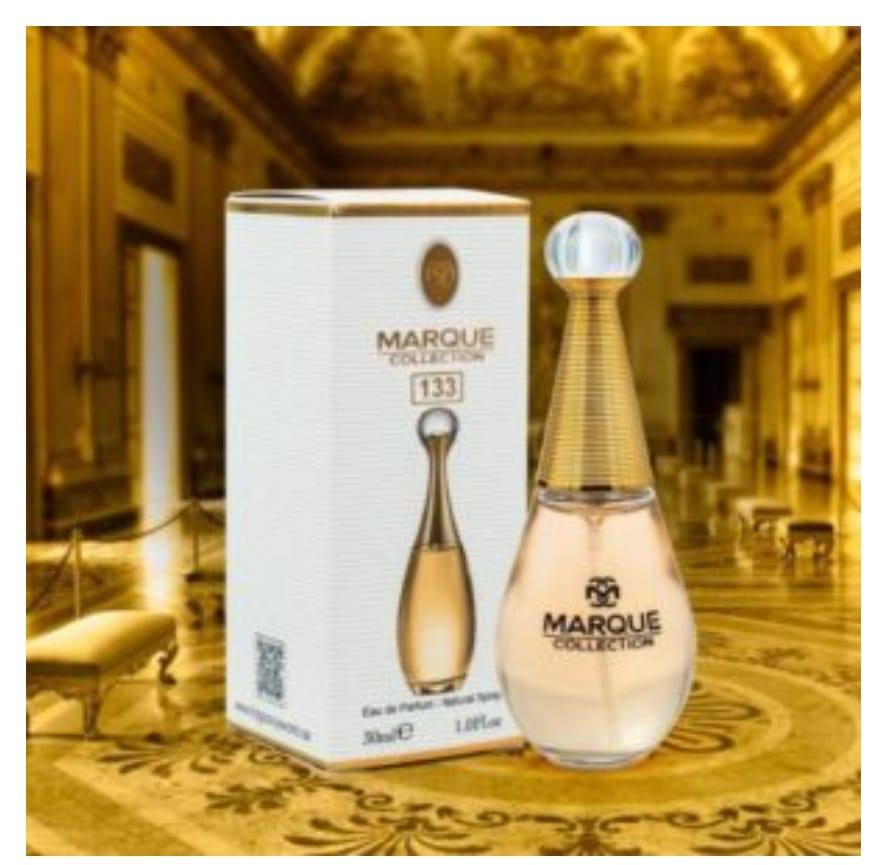 MARQUE
COLLECTION
133
Eau de Parfum - Natural Spray
30ml℮
1.0fl.oz
MARQUE
COLLECTION